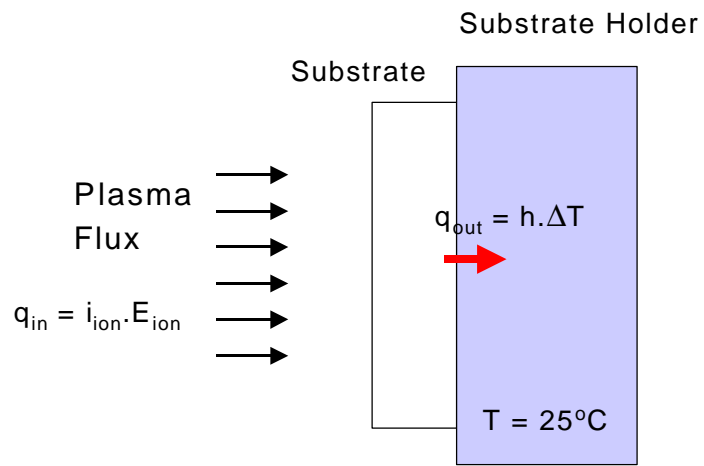 Substrate Holder
Substrate
Plasma
Flux
q_out = h.ΔT
q_in = i_ion.E_ion
T = 25°C